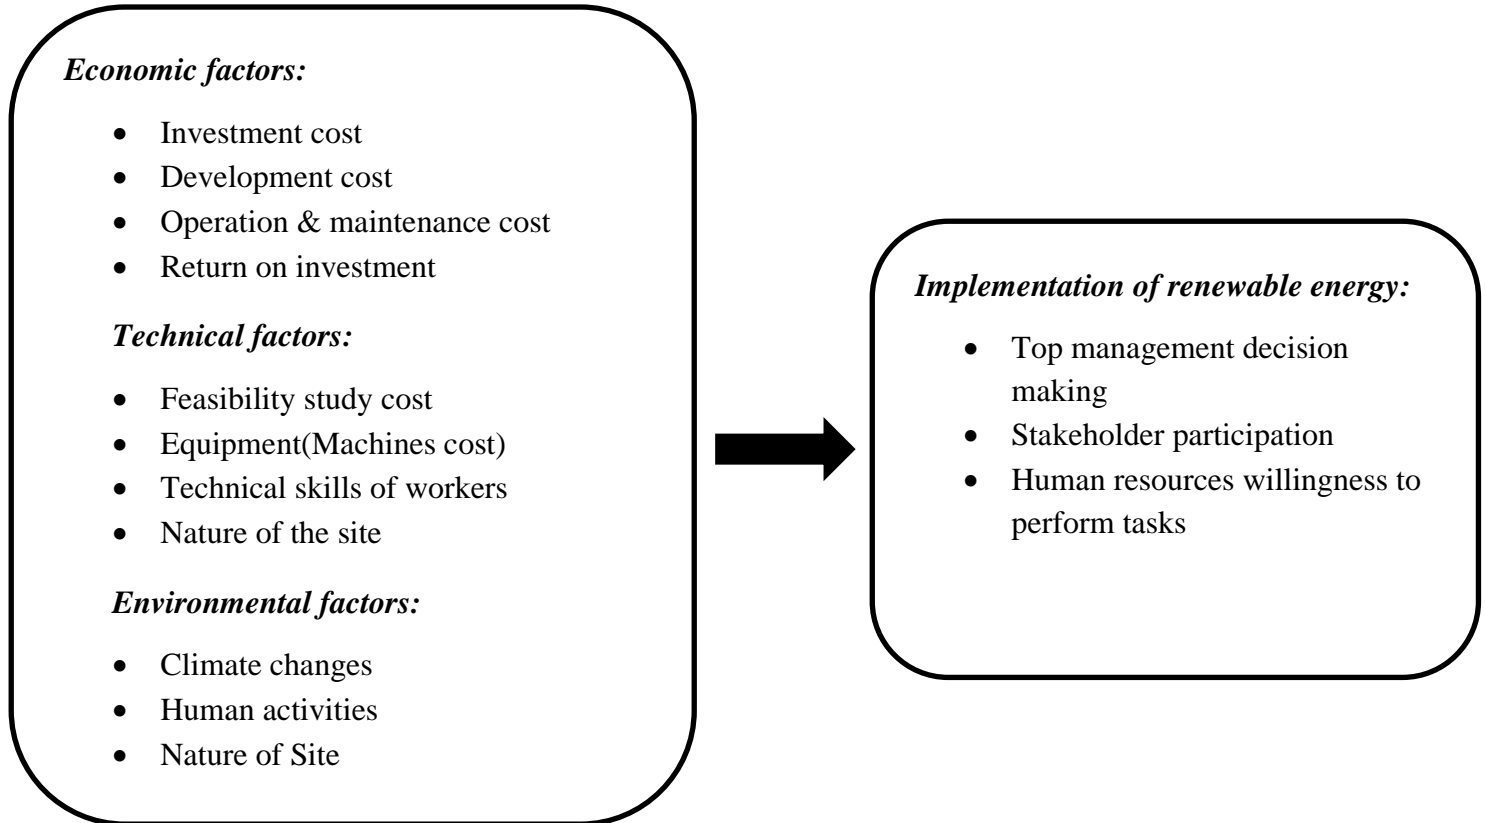 Economic factors:
• Investment cost
• Development cost
• Operation & maintenance cost
• Return on investment
Technical factors:
• Feasibility study cost
• Equipment(Machines cost)
• Technical skills of workers
• Nature of the site
Environmental factors:
• Climate changes
• Human activities
• Nature of Site
Implementation of renewable energy:
• Top management decision
making
• Stakeholder participation
• Human resources willingness to
perform tasks